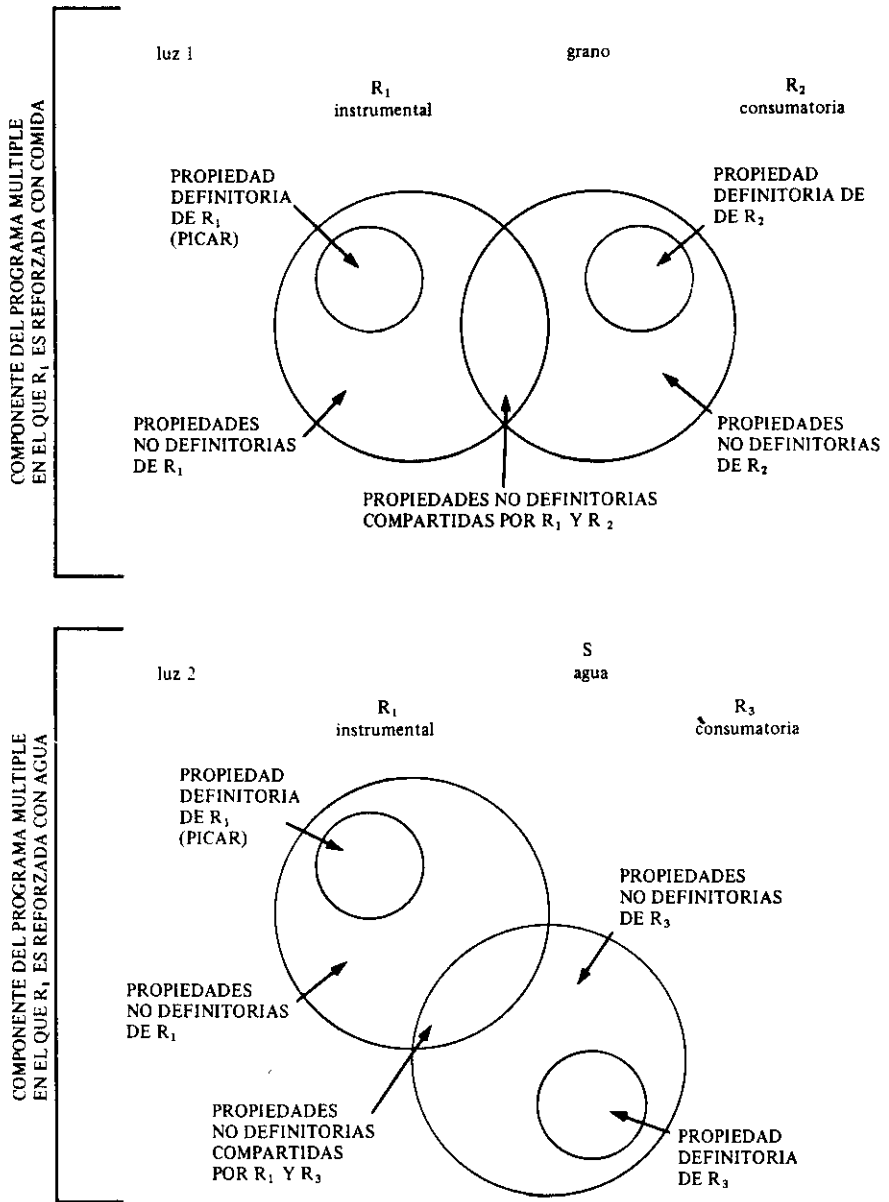 COMPONENTE DEL PROGRAMA MULTIPLE
EN EL QUE R₁ ES REFORZADA CON COMIDA
luz 1
grano
R₁
instrumental
R₂
consumatoria
PROPIEDAD
DEFINITORIA
DE R₁
(PICAR)
PROPIEDAD
DEFINITORIA DE
DE R₂
PROPIEDADES
NO DEFINITORIAS
DE R₁
PROPIEDADES NO DEFINITORIAS
COMPARTIDAS POR R₁ Y R₂
PROPIEDADES
NO DEFINITORIAS
DE R₂
COMPONENTE DEL PROGRAMA MULTIPLE
EN EL QUE R₁ ES REFORZADA CON AGUA
luz 2
S
agua
R₁
instrumental
R₃
consumatoria
PROPIEDAD
DEFINITORIA
DE R₁
(PICAR)
PROPIEDADES
NO DEFINITORIAS
DE R₃
PROPIEDADES
NO DEFINITORIAS
DE R₁
PROPIEDADES
NO DEFINITORIAS
COMPARTIDAS
POR R₁ Y R₃
PROPIEDAD
DEFINITORIA
DE R₃